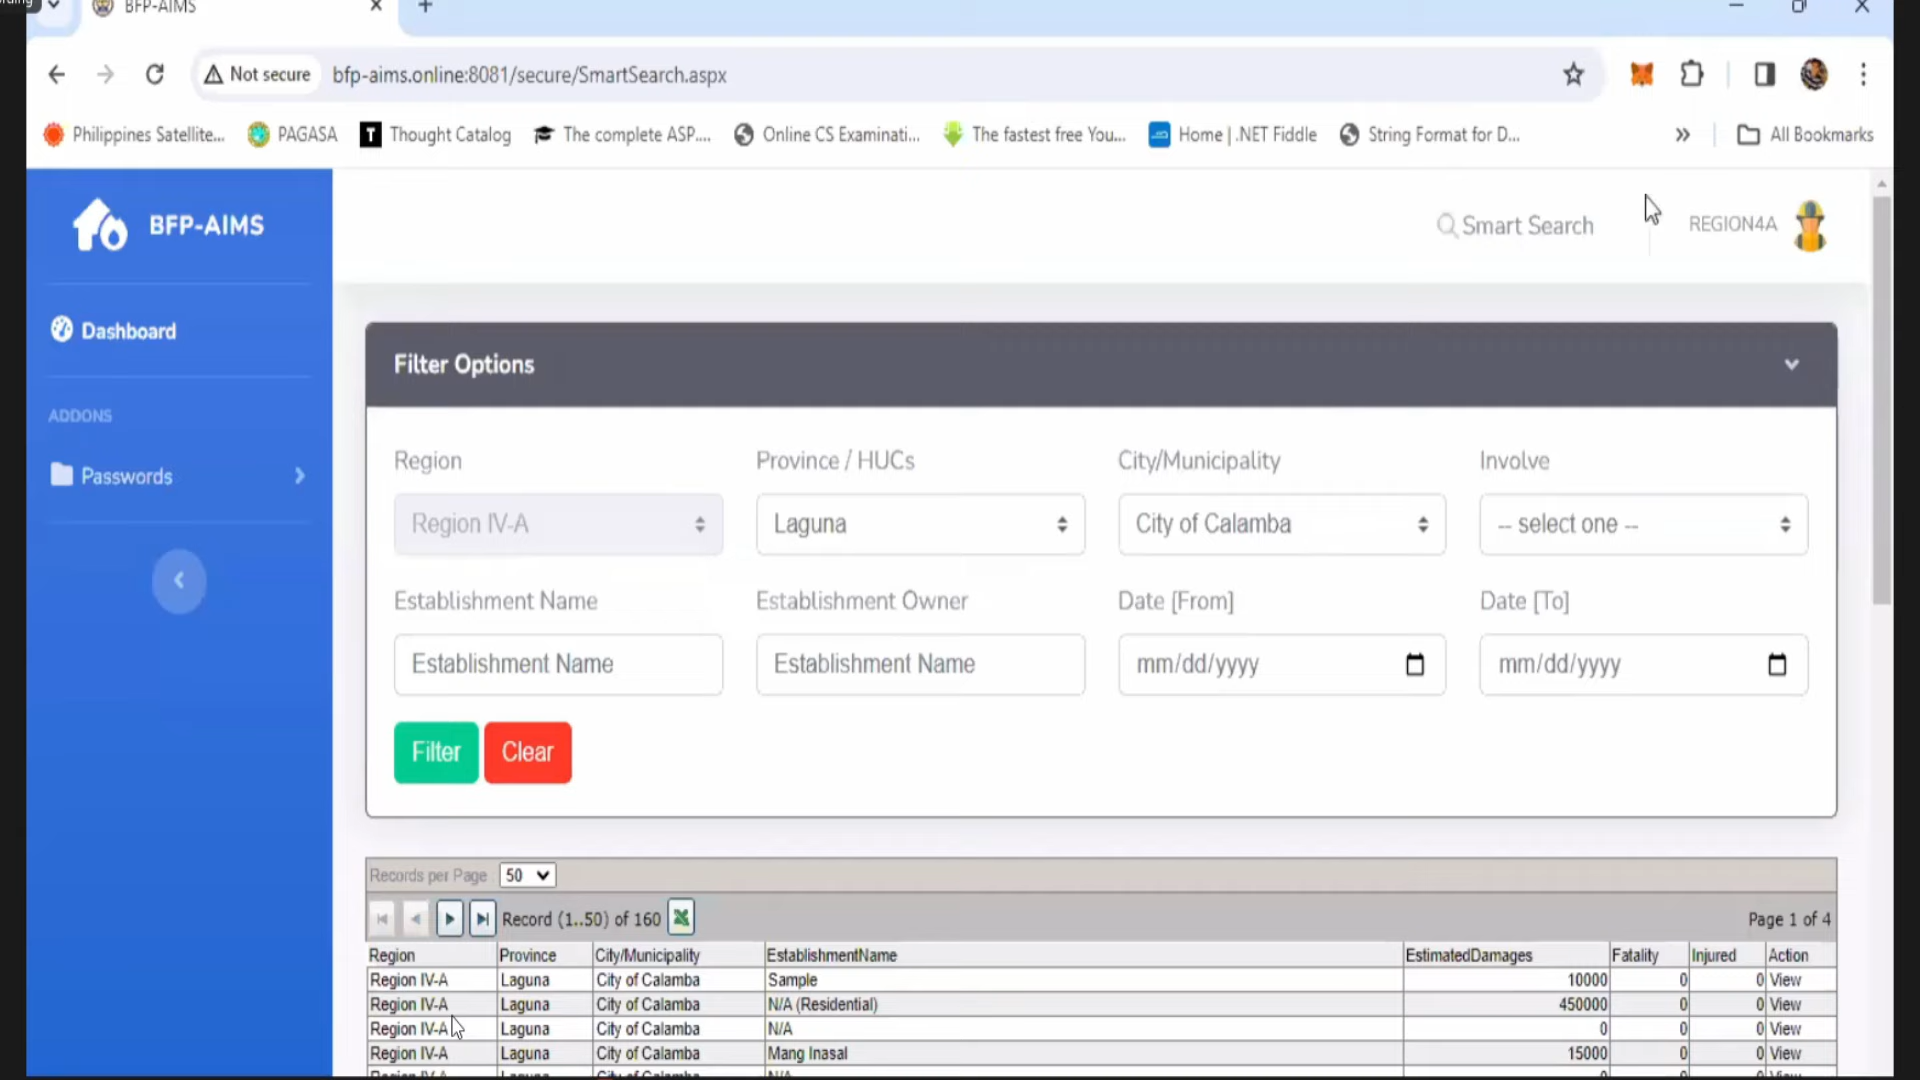 BFP-AIMS
Not secure bfp-aims.online:8081/secure/SmartSearch.aspx
Philippines Satellite... PAGASA Thought Catalog The complete ASP.... Online CS Examinati... The fastest free You... Home | .NET Fiddle String Format for D... » All Bookmarks
BFP-AIMS
Smart Search REGION4A
Dashboard
ADDONS
Passwords
Filter Options
Region Province / HUCs City/Municipality Involve
Region IV-A Laguna City of Calamba -- select one --
Establishment Name Establishment Owner Date [From] Date [To]
Establishment Name Establishment Name mm/dd/yyyy mm/dd/yyyy
Filter Clear
Records per Page : 50
Record (1..50) of 160 Page 1 of 4
Region Province City/Municipality EstablishmentName EstimatedDamages Fatality Injured Action
Region IV-A Laguna City of Calamba Sample 10000 0 0 View
Region IV-A Laguna City of Calamba N/A (Residential) 450000 0 0 View
Region IV-A Laguna City of Calamba N/A 0 0 0 View
Region IV-A Laguna City of Calamba Mang Inasal 15000 0 0 View